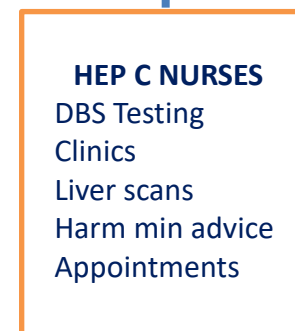 HEP C NURSES
DBS Testing
Clinics
Liver scans
Harm min advice
Appointments